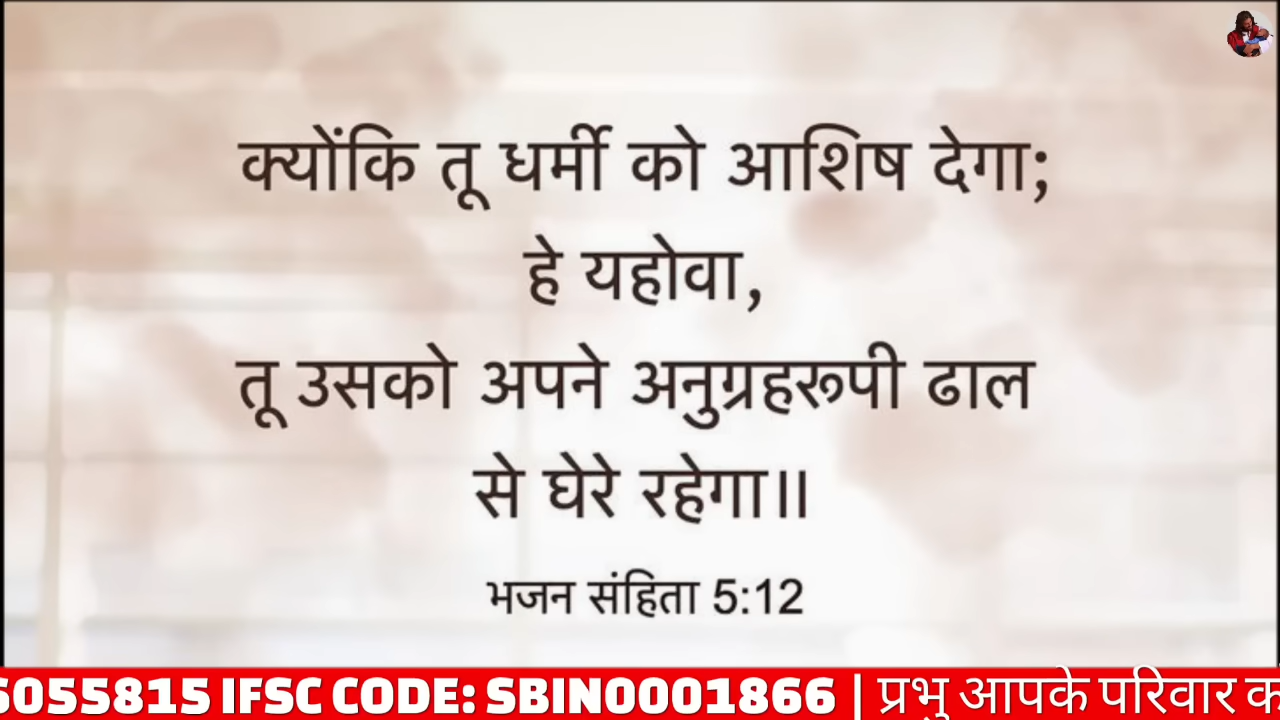 क्योंकि तू धर्मी को आशिष देगा;
हे यहोवा,
तू उसको अपने अनुग्रहरूपी ढाल
से घेरे रहेगा॥
भजन संहिता 5:12
055815 IFSC CODE: SBIN0001866 | प्रभु आपके परिवार